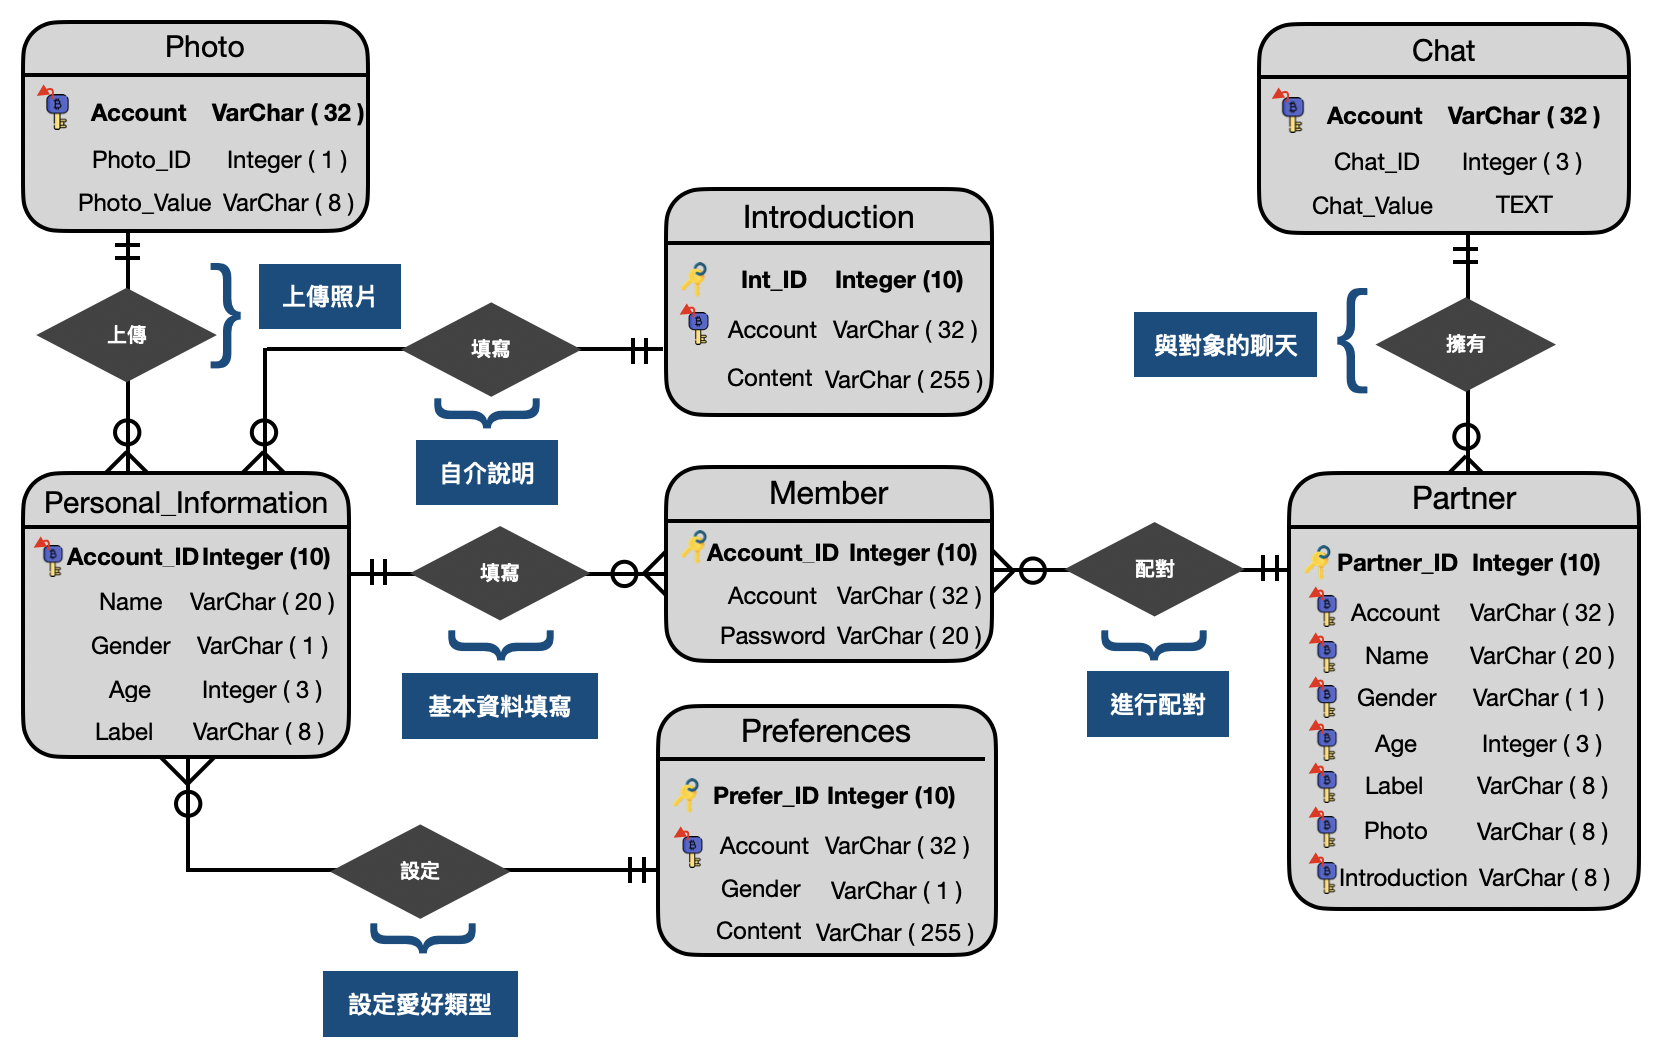 Photo
Account VarChar ( 32 )
Photo_ID Integer ( 1 )
Photo_Value VarChar ( 8 )
上傳
上傳照片
Chat
Account VarChar ( 32 )
Chat_ID Integer ( 3 )
Chat_Value TEXT
擁有
與對象的聊天
Introduction
Int_ID Integer (10)
Account VarChar ( 32 )
Content VarChar ( 255 )
填寫
自介說明
Personal_Information
Account_ID Integer (10)
Name VarChar ( 20 )
Gender VarChar ( 1 )
Age Integer ( 3 )
Label VarChar ( 8 )
填寫
基本資料填寫
Member
Account_ID Integer (10)
Account VarChar ( 32 )
Password VarChar ( 20 )
配對
進行配對
Partner
Partner_ID Integer (10)
Account VarChar ( 32 )
Name VarChar ( 20 )
Gender VarChar ( 1 )
Age Integer ( 3 )
Label VarChar ( 8 )
Photo VarChar ( 8 )
Introduction VarChar ( 8 )
Preferences
Prefer_ID Integer (10)
Account VarChar ( 32 )
Gender VarChar ( 1 )
Content VarChar ( 255 )
設定
設定愛好類型